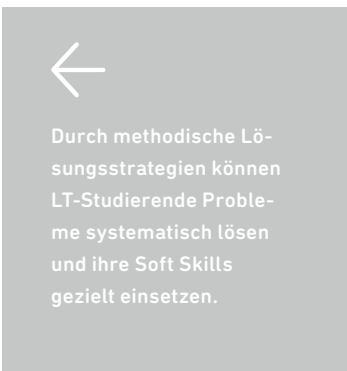 Durch methodische Lö-
sungsstrategien können
LT-Studierende Proble-
me systematisch lösen
und ihre Soft Skills
gezielt einsetzen.